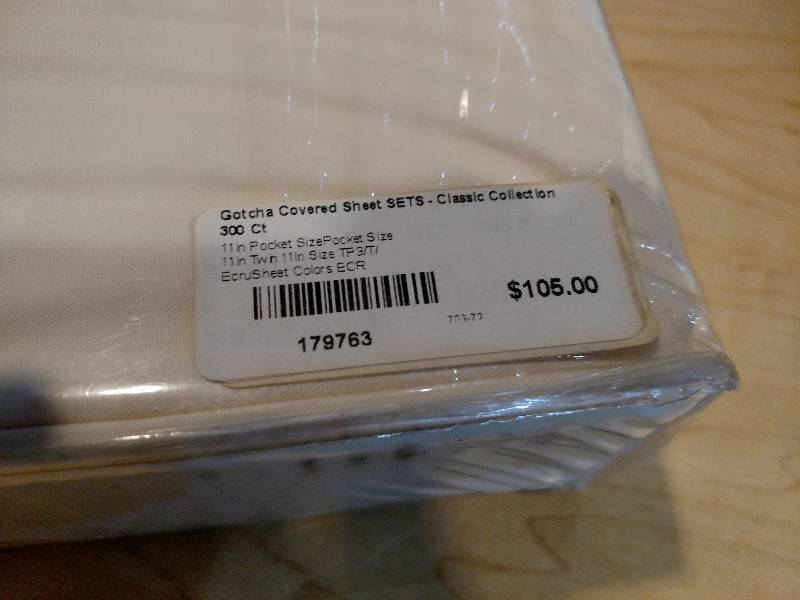 Gotcha Covered Sheet SETS - Classic Collection
300 Ct
11in Pocket SizePocket Size
11in Twin 11in Size TP3/T/
EcruSheet Colors ECR
$105.00
179763